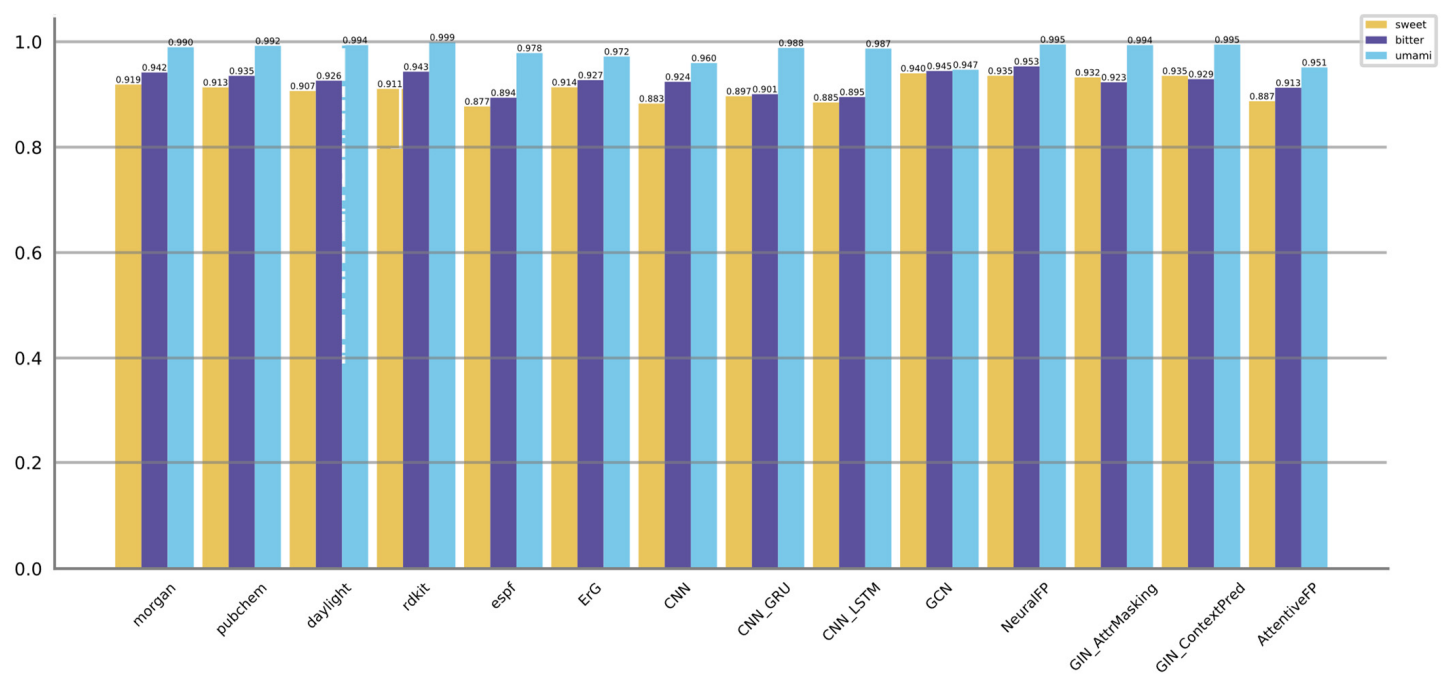 sweet
bitter
umami
1.0
0.8
0.6
0.4
0.2
0.0
0.919 0.942 0.990
0.913 0.935 0.992
0.907 0.926 0.994
0.911 0.943 0.999
0.877 0.894 0.978
0.914 0.927 0.972
0.883 0.924 0.960
0.897 0.901 0.988
0.885 0.895 0.987
0.940 0.945 0.947
0.935 0.953 0.995
0.932 0.923 0.994
0.935 0.929 0.995
0.887 0.913 0.951
morgan
pubchem
daylight
rdkit
espf
ErG
CNN
CNN_GRU
CNN_LSTM
GCN
NeuralFP
GIN_AttrMasking
GIN_ContextPred
AttentiveFP